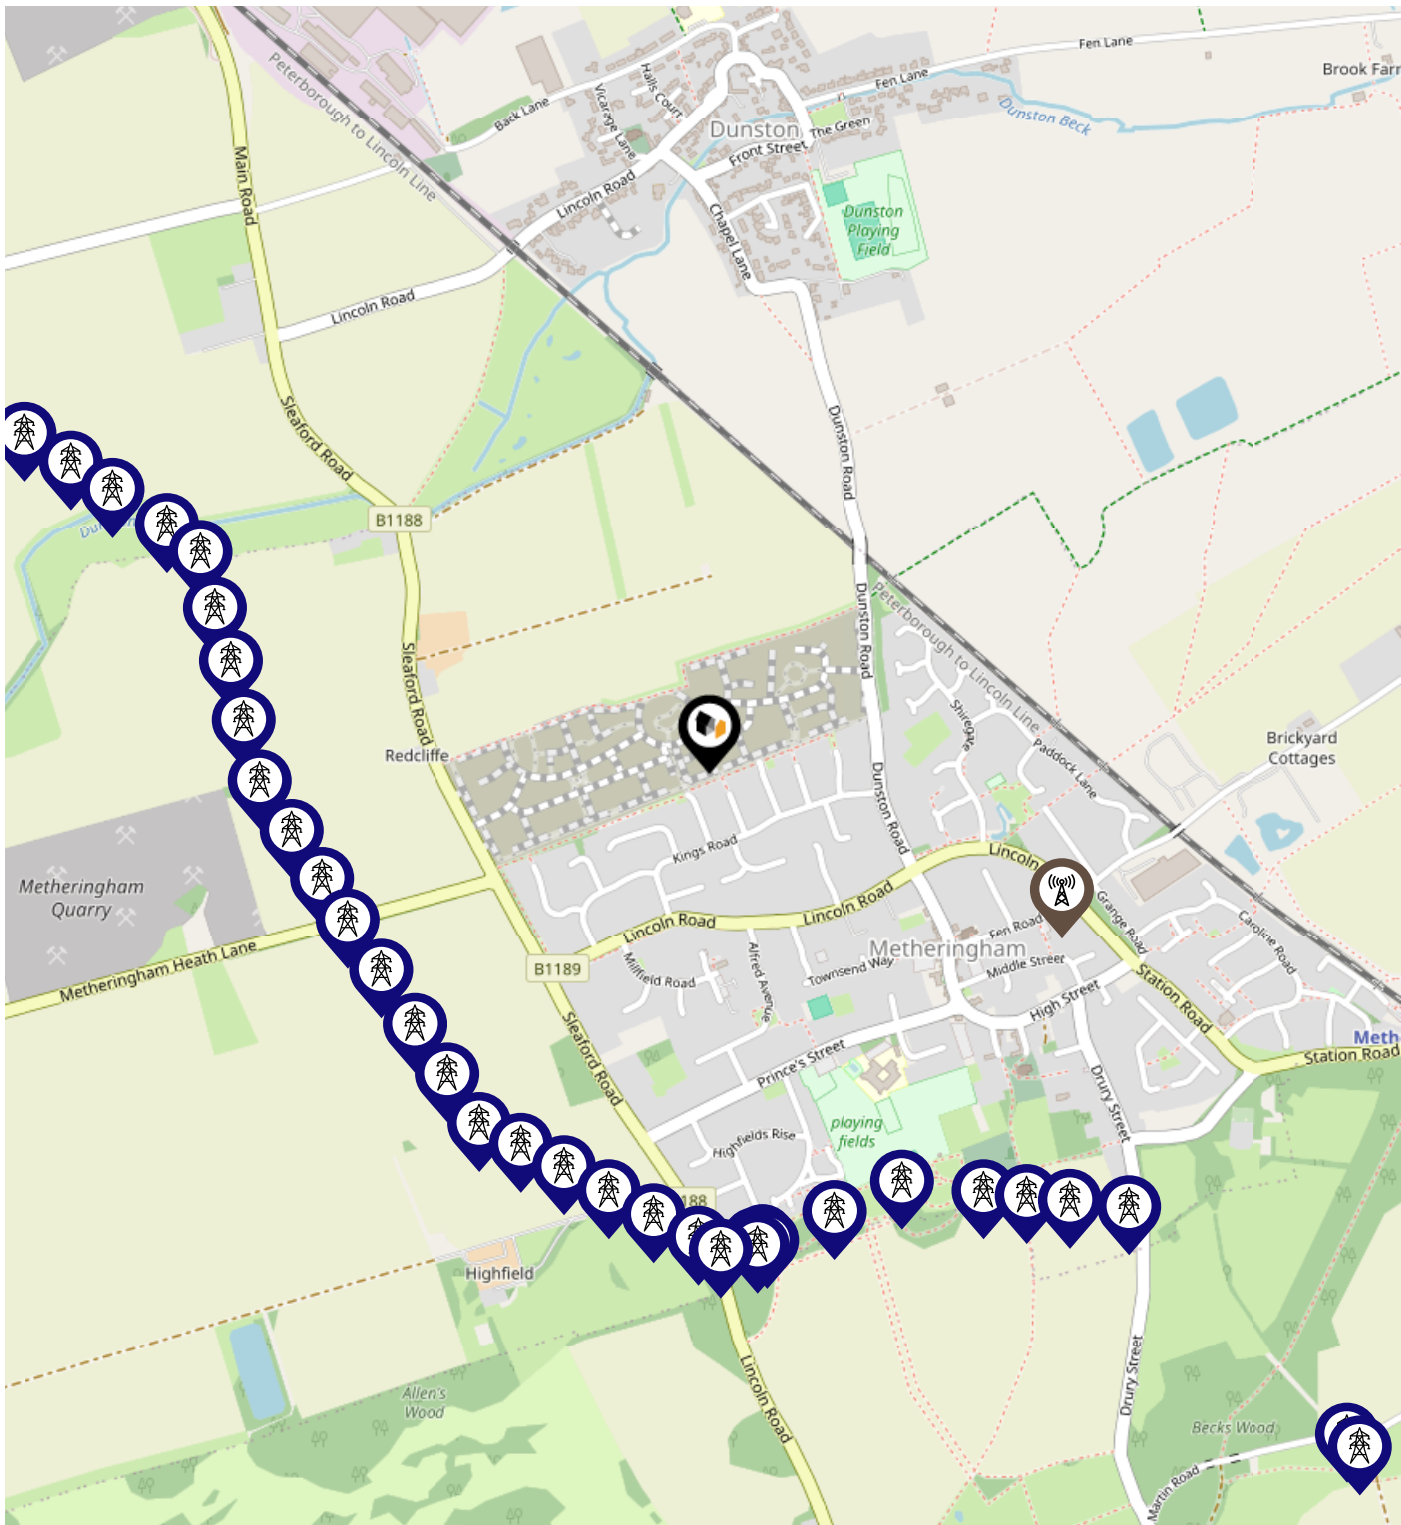 Fen Lane
Brook Farm
Peterborough to Lincoln Line
Halls Court
Vicarage Lane
Back Lane
Fen Lane
Dunston Beck
Dunston
The Green
Front Street
Main Road
Lincoln Road
Chapel Lane
Dunston
Playing
Field
Lincoln Road
Sleaford Road
Dunston Road
B1188
Dunston Road
Peterborough to Lincoln Line
Sleaford Road
Shiregate
Redcliffe
Paddock Lane
Brickyard
Cottages
Dunston Road
Kings Road
Lincoln
Metheringham
Quarry
Lincoln Road
Lincoln Road
Grange Road
Fen Road
Caroline Road
Metheringham Heath Lane
B1189
Millfield Road
Alfred Avenue
Townsend Way
Metheringham
Middle Street
Station Road
High Street
Sleaford Road
Prince's Street
Meth
Station Road
Drury Street
playing
fields
Highfields Rise
188
Highfield
Lincoln Road
Drury Street
Allen's
Wood
Becks Wood
Martin Road